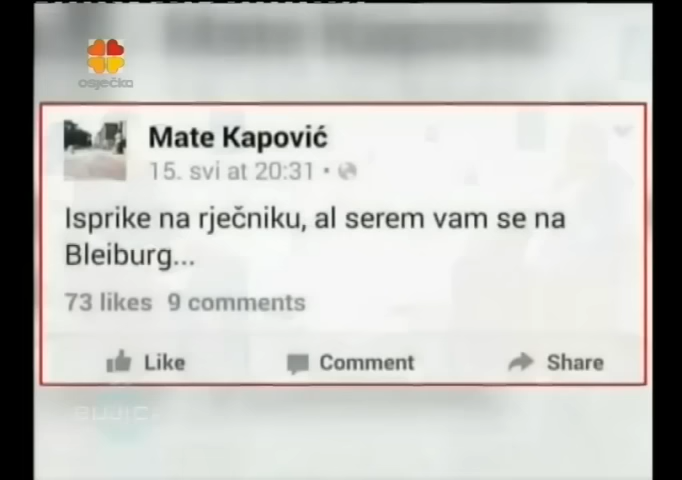 osječka
Mate Kapović
15. svi at 20:31 •
Isprike na rječniku, al serem vam se na
Bleiburg...
73 likes 9 comments
Like Comment Share